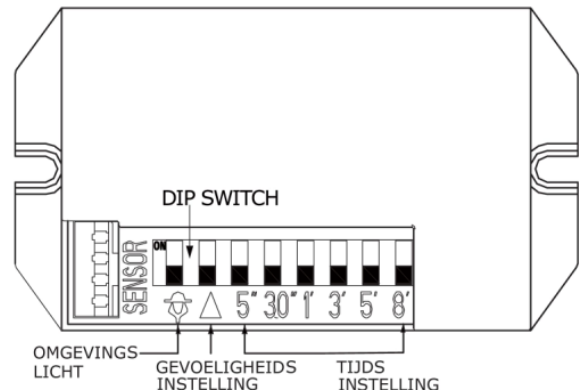 DIP SWITCH
SENSOR
ON
5" 30" 1' 3' 5' 8'
OMGEVINGS
LICHT
GEVOELIGHEIDS
INSTELLING
TIJDS
INSTELLING